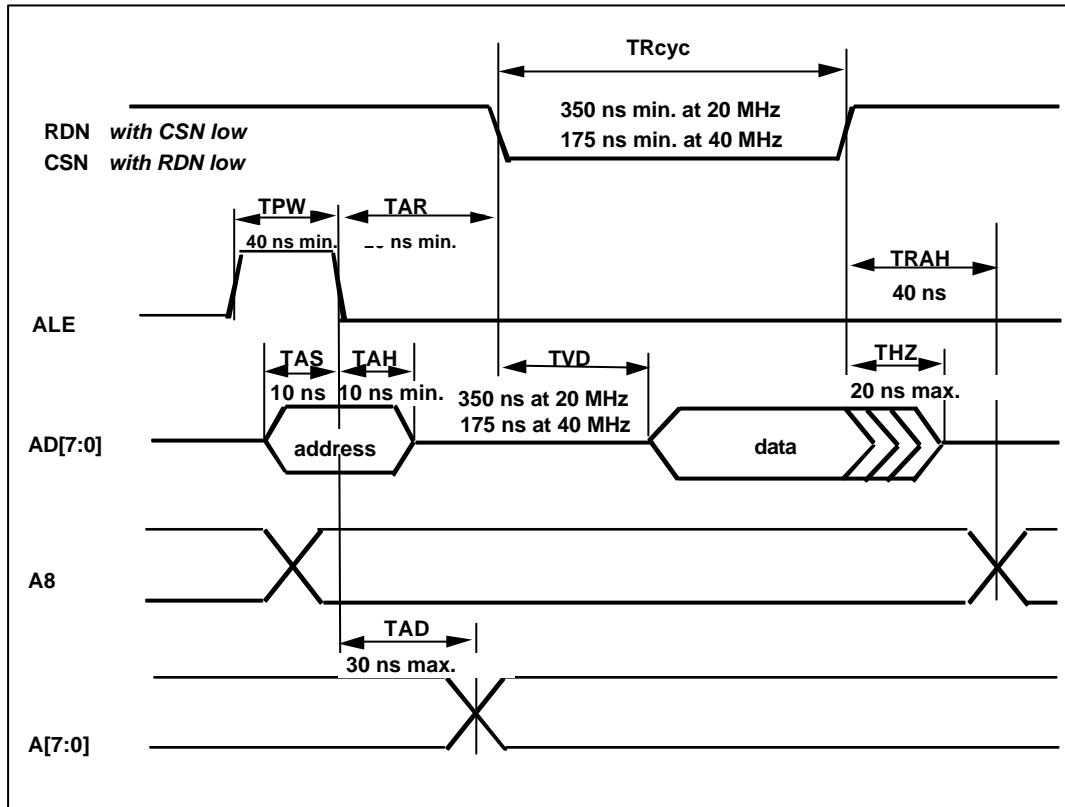 TRcyc
350 ns min. at 20 MHz
175 ns min. at 40 MHz
RDN with CSN low
CSN with RDN low
TPW
TAR
40 ns min.
ns min.
TRAH
40 ns
ALE
TAS
TAH
TVD
THZ
10 ns
10 ns min.
350 ns at 20 MHz
175 ns at 40 MHz
20 ns max.
AD[7:0]
address
data
A8
TAD
30 ns max.
A[7:0]